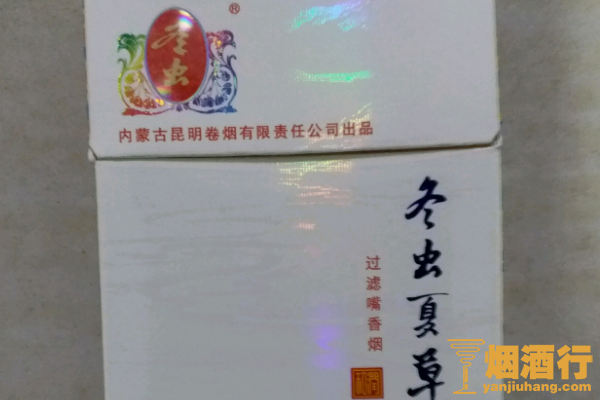 ®
冬虫
内蒙古昆明卷烟有限责任公司出品
冬虫夏草
过滤嘴香烟
烟酒行
yanjiuhang.com